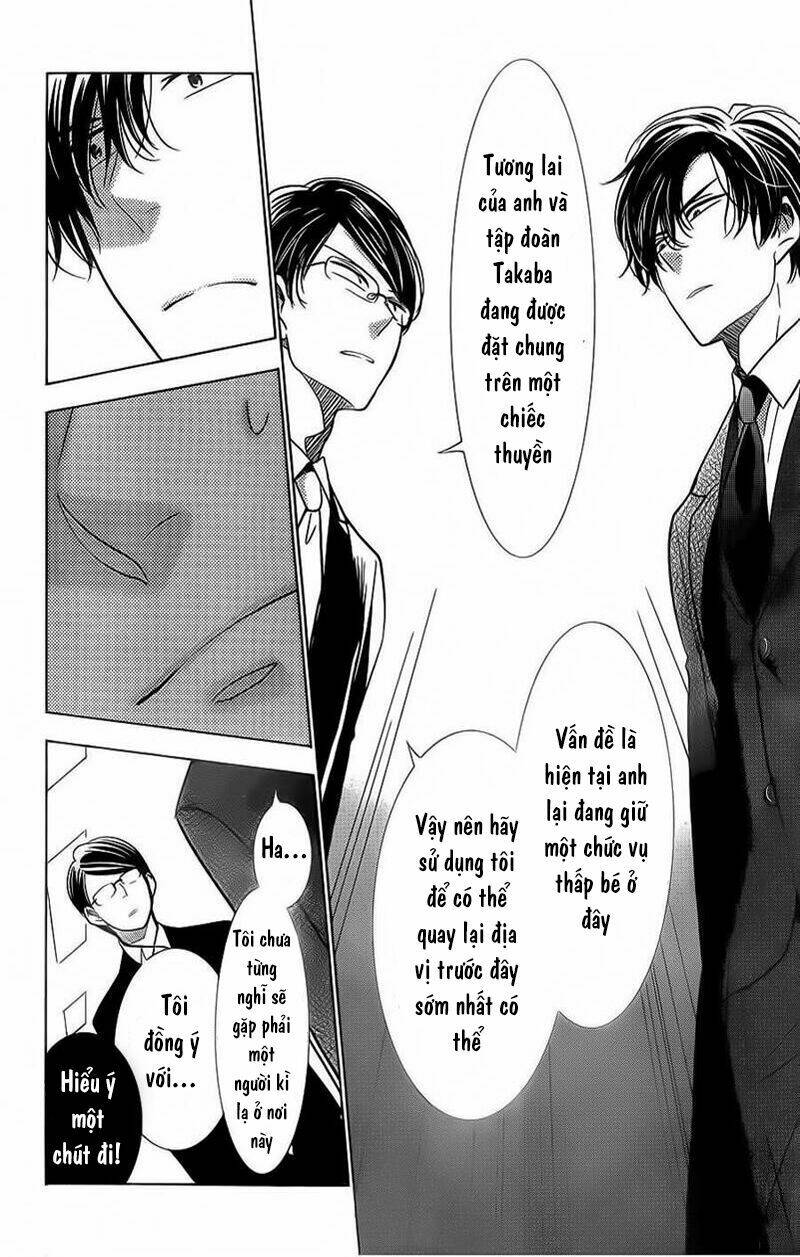 Tương lai
của anh và
tập đoàn
Takaba
đang được
đặt chung
trên một
chiếc
thuyền
Vấn đề là
hiện tại anh
lại đang giữ
một chức vụ
thấp bé ở
đây
Vậy nên hãy
sử dụng tôi
để có thể
quay lại địa
vị trước đây
sớm nhất có
thể
Ha...
Tôi chưa
từng
nghĩ sẽ
gặp phải
một
người kì
lạ ở nơi
này
Tôi
đồng ý
với...
Hiểu ý
một
chút đi!